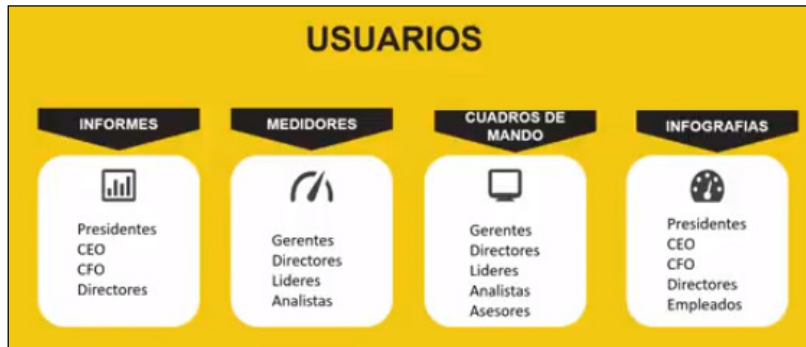 USUARIOS
INFORMES
Presidentes
CEO
CFO
Directores
MEDIDORES
Gerentes
Directores
Lideres
Analistas
CUADROS DE
MANDO
Gerentes
Directores
Lideres
Analistas
Asesores
INFOGRAFIAS
Presidentes
CEO
CFO
Directores
Empleados